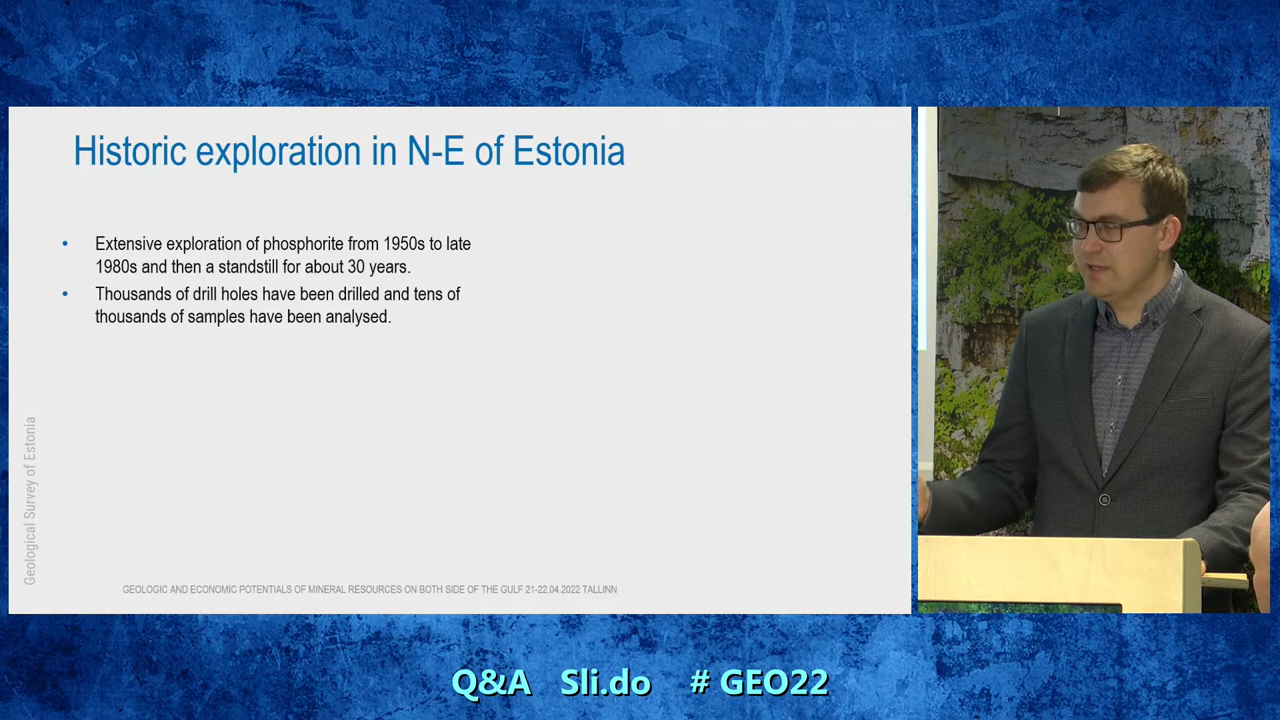 Historic exploration in N-E of Estonia
• Extensive exploration of phosphorite from 1950s to late
1980s and then a standstill for about 30 years.
• Thousands of drill holes have been drilled and tens of
thousands of samples have been analysed.
Geological Survey of Estonia
GEOLOGIC AND ECONOMIC POTENTIALS OF MINERAL RESOURCES ON BOTH SIDE OF THE GULF 21-22.04.2022 TALLINN
Q&A Sli.do # GEO22